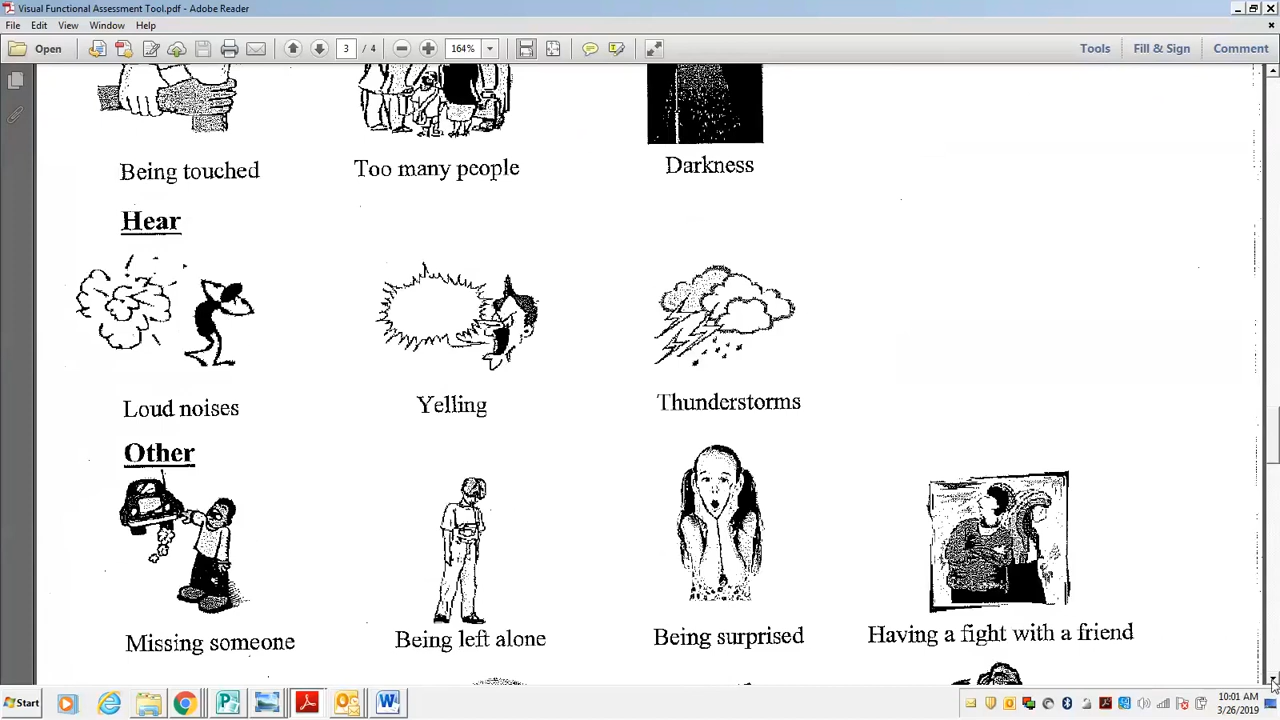 Visual Functional Assessment Tool.pdf - Adobe Reader
File Edit View Window Help
Open 3 / 4 164% Tools Fill & Sign Comment
Being touched Too many people Darkness
Hear
Loud noises Yelling Thunderstorms
Other
Missing someone Being left alone Being surprised Having a fight with a friend
Start 10:01 AM
3/26/2019